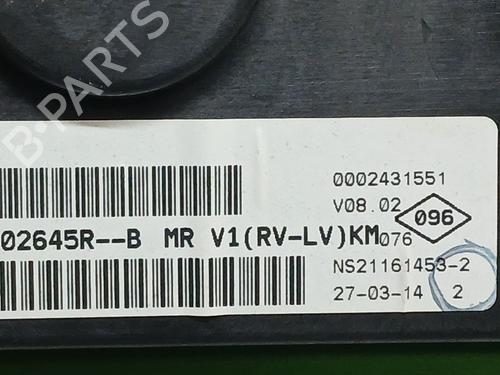 B-PARTS
0002431551
V08.02
096
02645R--B MR V1(RV-LV)KM
076
NS21161453-2
27-03-14 2